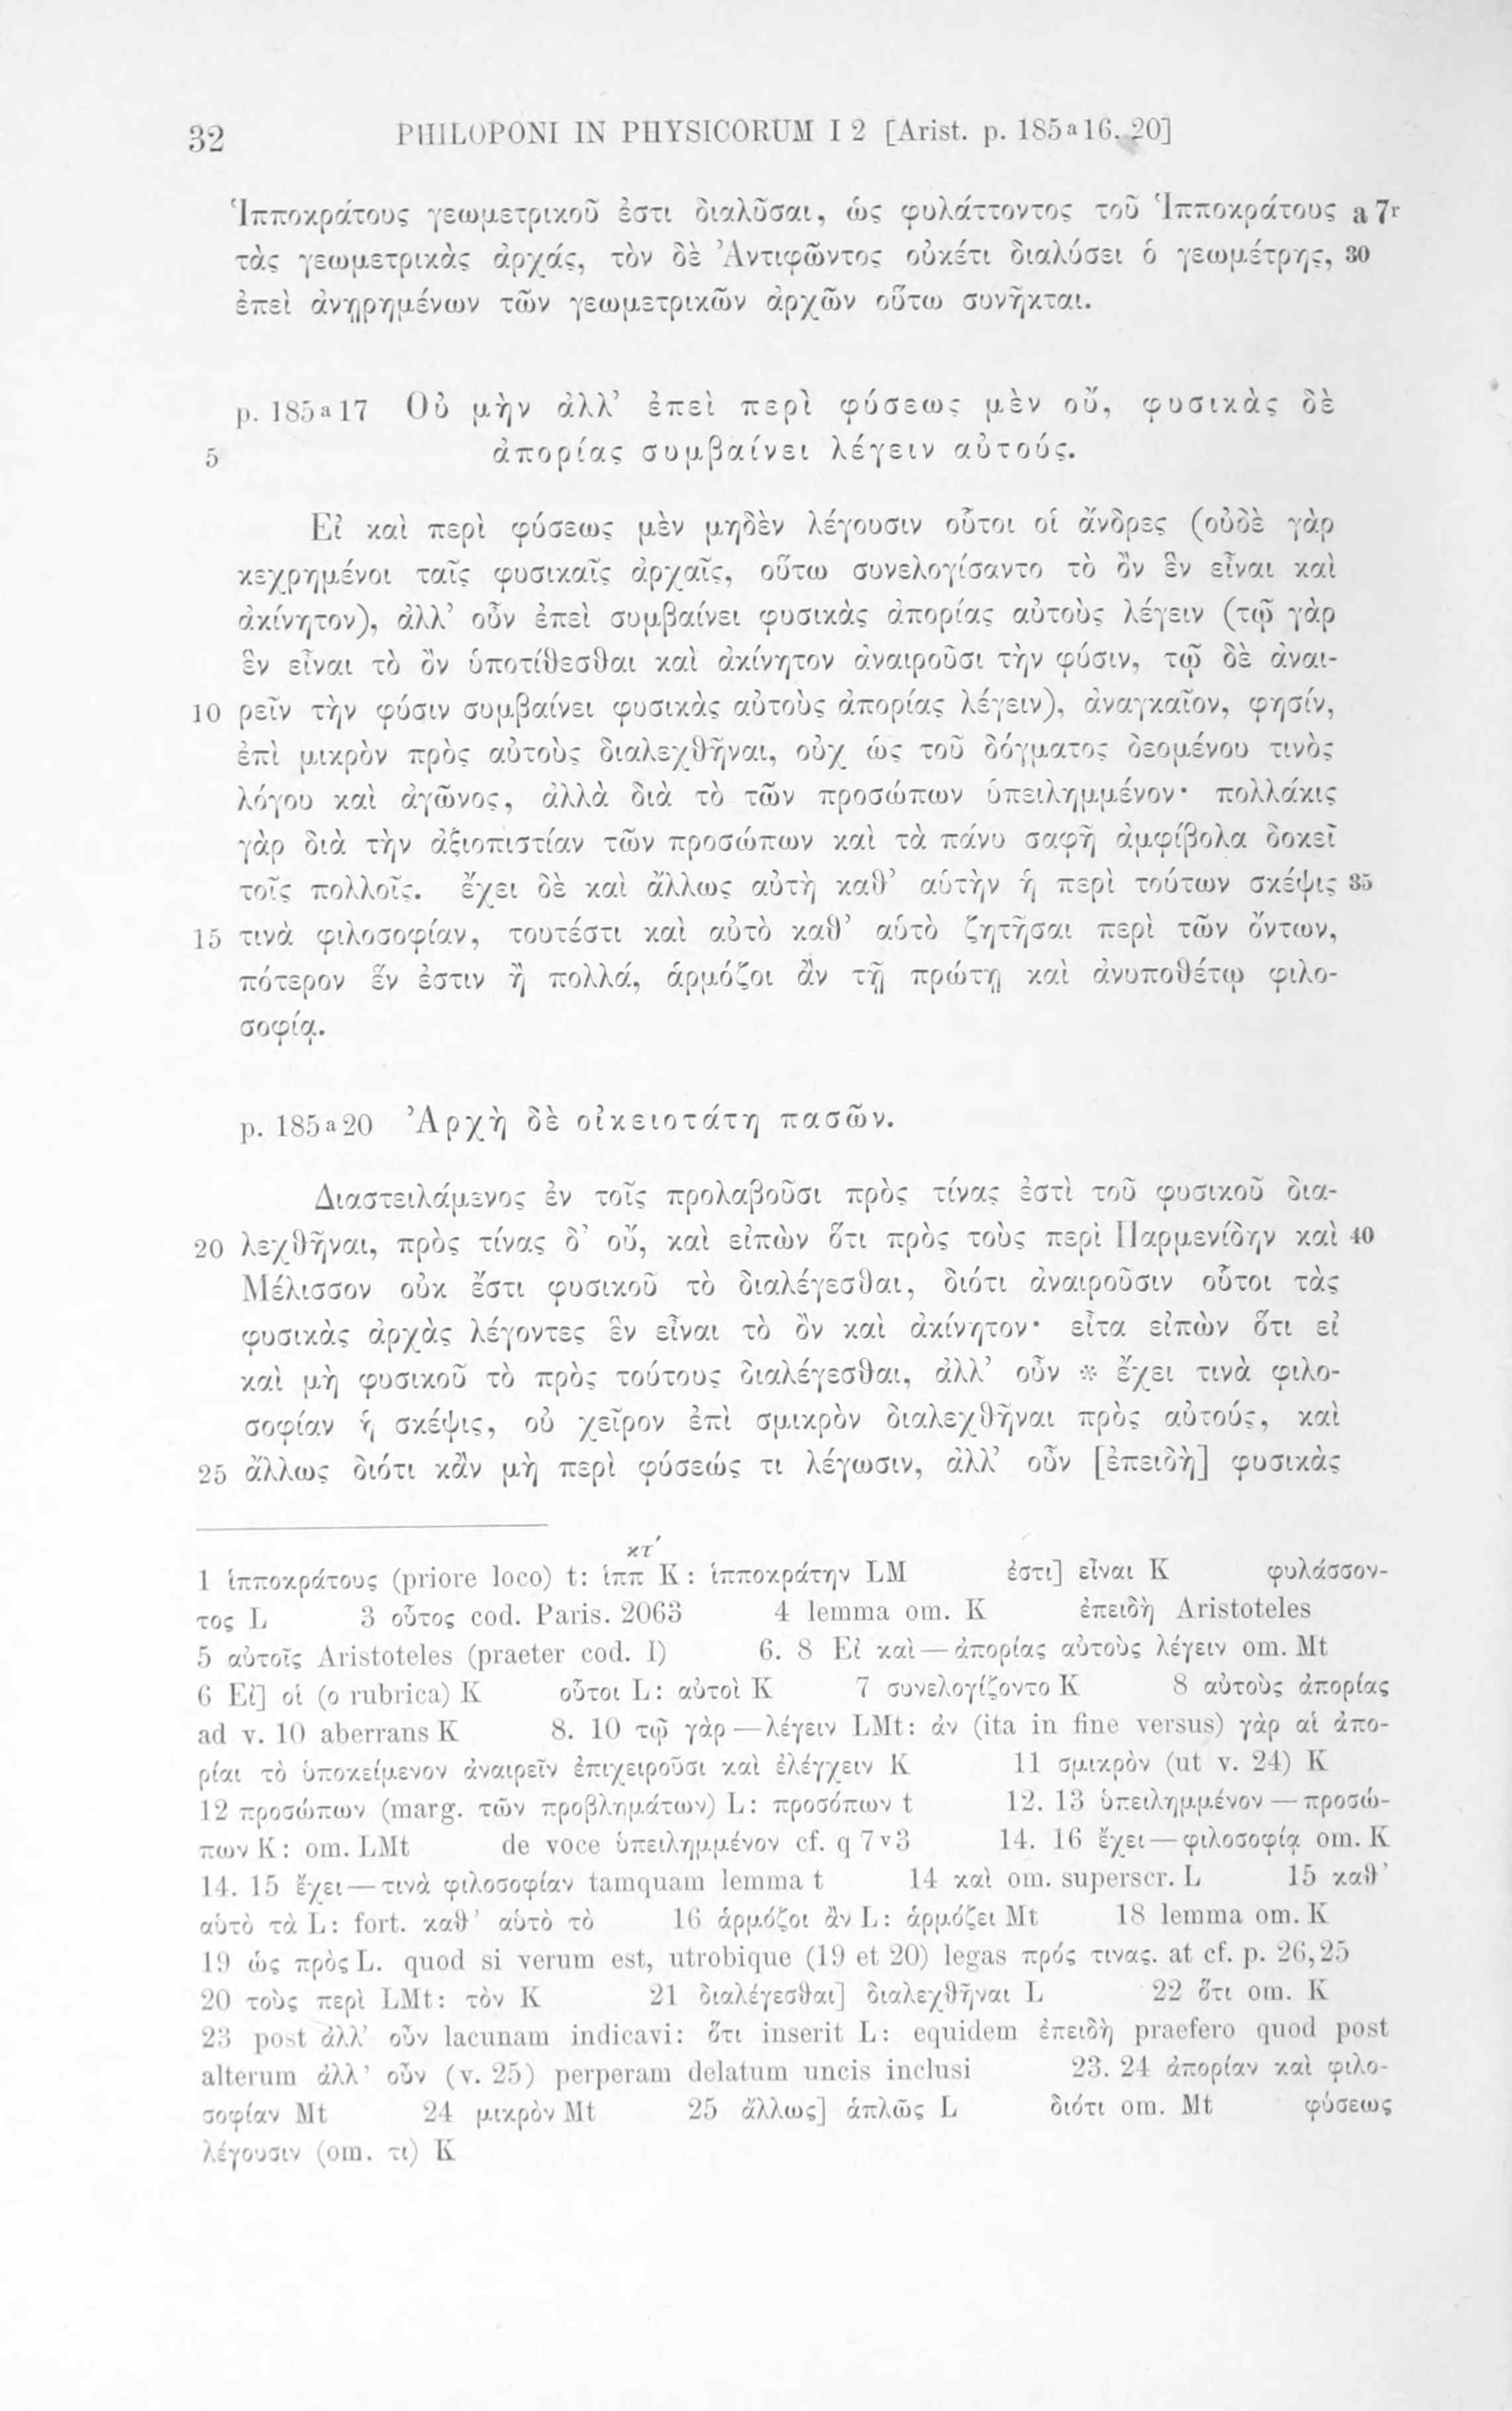 32 PHILOPONI IN PHYSICORUM I 2 [Arist. p. 185ᵃ16. 20]
Ἱπποκράτους γεωμετρικοῦ ἐστι διαλῦσαι, ὡς φυλάττοντος τοῦ Ἱπποκράτους a 7ʳ
τὰς γεωμετρικὰς ἀρχάς, τὸν δὲ Ἀντιφῶντος οὐκέτι διαλύσει ὁ γεωμέτρης, 30
ἐπεὶ ἀνῃρημένων τῶν γεωμετρικῶν ἀρχῶν οὕτω συνῆκται.
p. 185ᵃ17 Οὐ μὴν ἀλλ’ ἐπεὶ περὶ φύσεως μὲν οὔ, φυσικὰς δὲ
5 ἀπορίας συμβαίνει λέγειν αὐτούς.
Εἰ καὶ περὶ φύσεως μὲν μηδὲν λέγουσιν οὗτοι οἱ ἄνδρες (οὐδὲ γὰρ
κεχρημένοι ταῖς φυσικαῖς ἀρχαῖς, οὕτω συνελογίσαντο τὸ ὂν ἓν εἶναι καὶ
ἀκίνητον), ἀλλ’ οὖν ἐπεὶ συμβαίνει φυσικὰς ἀπορίας αὐτοὺς λέγειν (τῷ γὰρ
ἓν εἶναι τὸ ὂν ὑποτίθεσθαι καὶ ἀκίνητον ἀναιροῦσι τὴν φύσιν, τῷ δὲ ἀναι-
10 ρεῖν τὴν φύσιν συμβαίνει φυσικὰς αὐτοὺς ἀπορίας λέγειν), ἀναγκαῖον, φησίν,
ἐπὶ μικρὸν πρὸς αὐτοὺς διαλεχθῆναι, οὐχ ὡς τοῦ δόγματος δεομένου τινὸς
λόγου καὶ ἀγῶνος, ἀλλὰ διὰ τὸ τῶν προσώπων ὑπειλημμένον· πολλάκις
γὰρ διὰ τὴν ἀξιοπιστίαν τῶν προσώπων καὶ τὰ πάνυ σαφῆ ἀμφίβολα δοκεῖ
τοῖς πολλοῖς. ἔχει δὲ καὶ ἄλλως αὐτὴ καθ’ αὑτὴν ἡ περὶ τούτων σκέψις 35
15 τινὰ φιλοσοφίαν, τουτέστι καὶ αὐτὸ καθ’ αὑτὸ ζητῆσαι περὶ τῶν ὄντων,
πότερον ἕν ἐστιν ἢ πολλά, ἁρμόζοι ἂν τῇ πρώτῃ καὶ ἀνυποθέτῳ φιλο-
σοφίᾳ.
p. 185ᵃ20 Ἀρχὴ δὲ οἰκειοτάτη πασῶν.
Διαστειλάμενος ἐν τοῖς προλαβοῦσι πρὸς τίνας ἐστὶ τοῦ φυσικοῦ δια-
20 λεχθῆναι, πρὸς τίνας δ’ οὔ, καὶ εἰπὼν ὅτι πρὸς τοὺς περὶ Παρμενίδην καὶ 40
Μέλισσον οὐκ ἔστι φυσικοῦ τὸ διαλέγεσθαι, διότι ἀναιροῦσιν οὗτοι τὰς
φυσικὰς ἀρχὰς λέγοντες ἓν εἶναι τὸ ὂν καὶ ἀκίνητον· εἶτα εἰπὼν ὅτι εἰ
καὶ μὴ φυσικοῦ τὸ πρὸς τούτους διαλέγεσθαι, ἀλλ’ οὖν * ἔχει τινὰ φιλο-
σοφίαν ἡ σκέψις, οὐ χεῖρον ἐπὶ σμικρὸν διαλεχθῆναι πρὸς αὐτούς, καὶ
25 ἄλλως διότι κἂν μὴ περὶ φύσεώς τι λέγωσιν, ἀλλ’ οὖν [ἐπειδὴ] φυσικὰς
κτ´
1 ἱπποκράτους (priore loco) t: ἱππ K: ἱπποκράτην LM ἐστι] εἶναι K φυλάσσον-
τος L 3 οὗτος cod. Paris. 2063 4 lemma om. K ἐπειδὴ Aristoteles
5 αὐτοῖς Aristoteles (praeter cod. I) 6. 8 Εἰ καὶ — ἀπορίας αὐτοὺς λέγειν om. Mt
6 Εἰ] οἱ (ο rubrica) K οὗτοι L: αὐτοὶ K 7 συνελογίζοντο K 8 αὐτοὺς ἀπορίας
ad v. 10 aberrans K 8. 10 τῷ γὰρ — λέγειν LMt: ἀν (ita in fine versus) γὰρ αἱ ἀπο-
ρίαι τὸ ὑποκείμενον ἀναιρεῖν ἐπιχειροῦσι καὶ ἐλέγχειν K 11 σμικρὸν (ut v. 24) K
12 προσώπων (marg. τῶν προβλημάτων) L: προσόπων t 12. 13 ὑπειλημμένον — προσώ-
πων K: om. LMt de voce ὑπειλημμένον cf. q 7ᵛ3 14. 16 ἔχει — φιλοσοφίᾳ om. K
14. 15 ἔχει — τινὰ φιλοσοφίαν tamquam lemma t 14 καὶ om. superscr. L 15 καθ’
αὑτὸ τὰ L: fort. καθ’ αὑτὸ τὸ 16 ἁρμόζοι ἂν L: ἁρμόζει Mt 18 lemma om. K
19 ὡς πρὸς L. quod si verum est, utrobique (19 et 20) legas πρός τινας. at cf. p. 26,25
20 τοὺς περὶ LMt: τὸν K 21 διαλέγεσθαι] διαλεχθῆναι L 22 ὅτι om. K
23 post ἀλλ’ οὖν lacunam indicavi: ὅτι inserit L: equidem ἐπειδὴ praefero quod post
alterum ἀλλ’ οὖν (v. 25) perperam delatum uncis inclusi 23. 24 ἀπορίαν καὶ φιλο-
σοφίαν Mt 24 μικρὸν Mt 25 ἄλλως] ἁπλῶς L διότι om. Mt φύσεως
λέγουσιν (om. τι) K